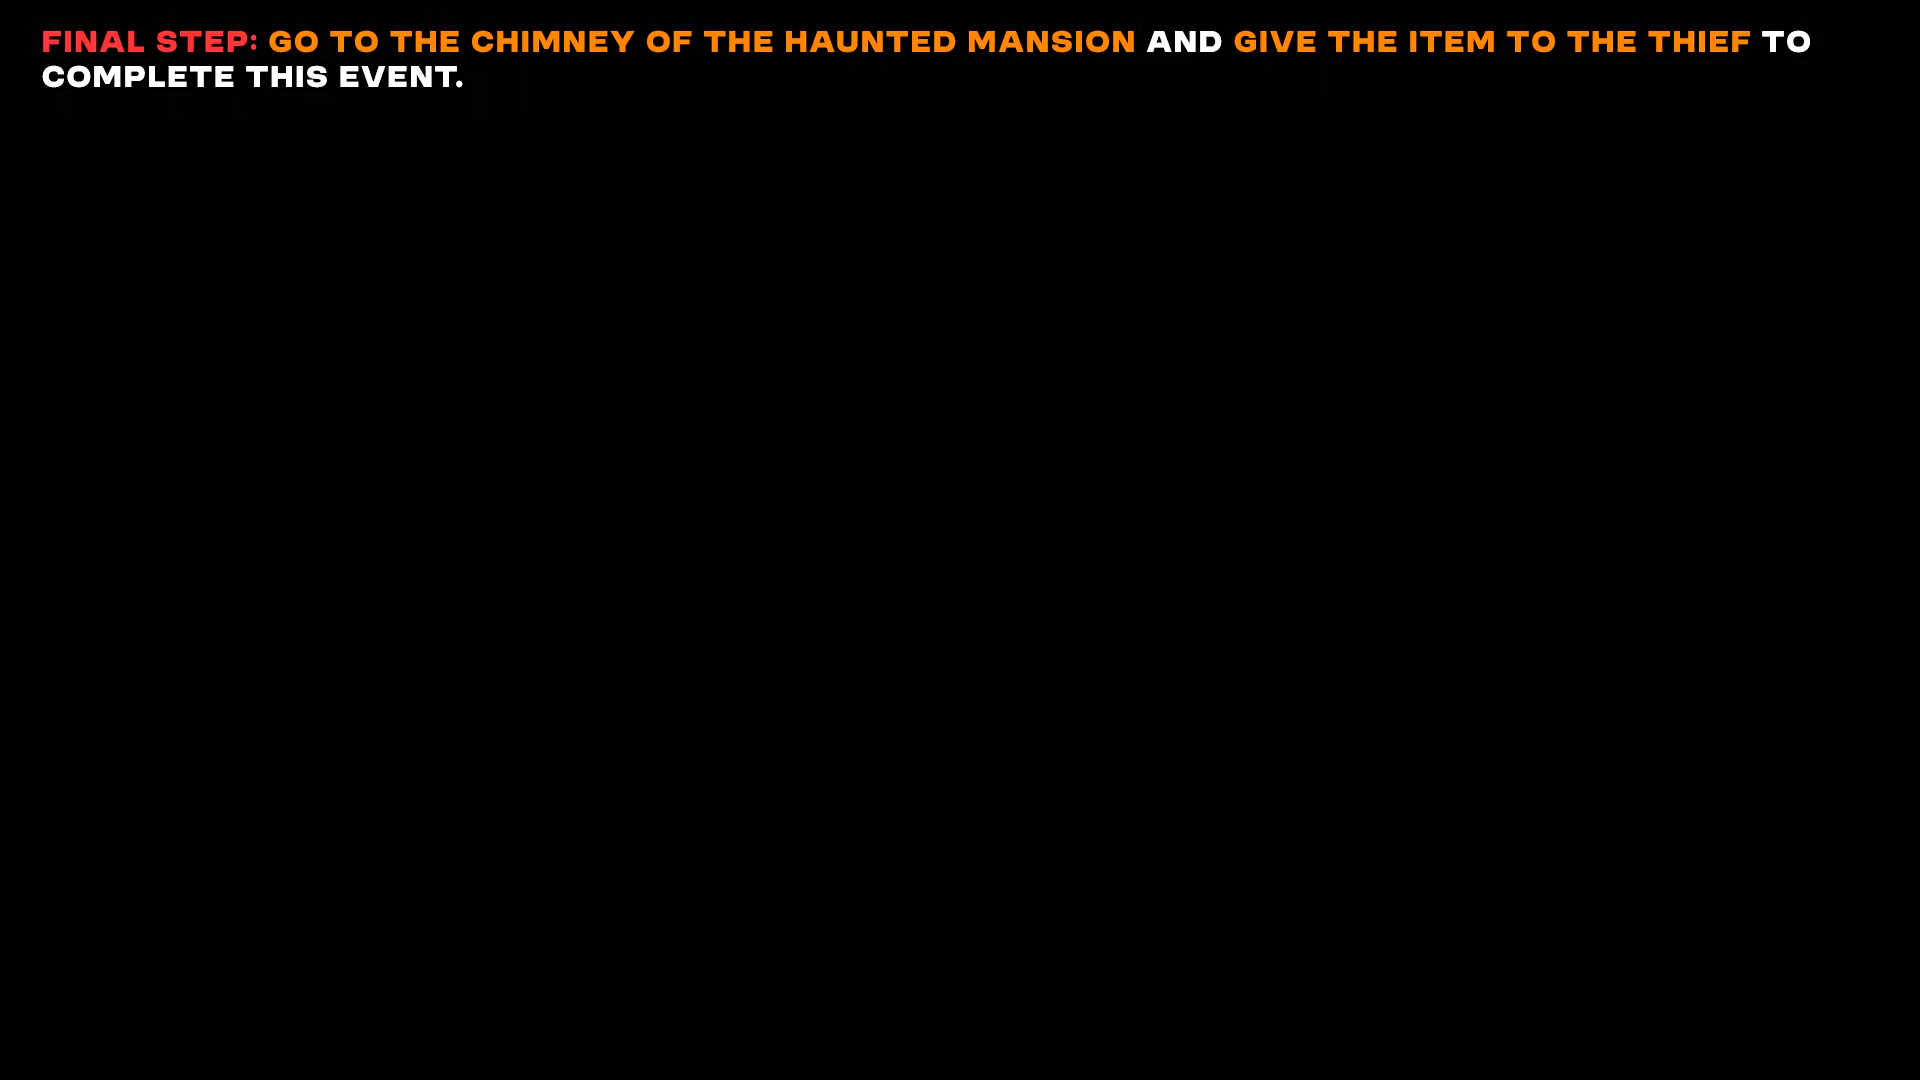 FINAL STEP: GO TO THE CHIMNEY OF THE HAUNTED MANSION AND GIVE THE ITEM TO THE THIEF TO
COMPLETE THIS EVENT.